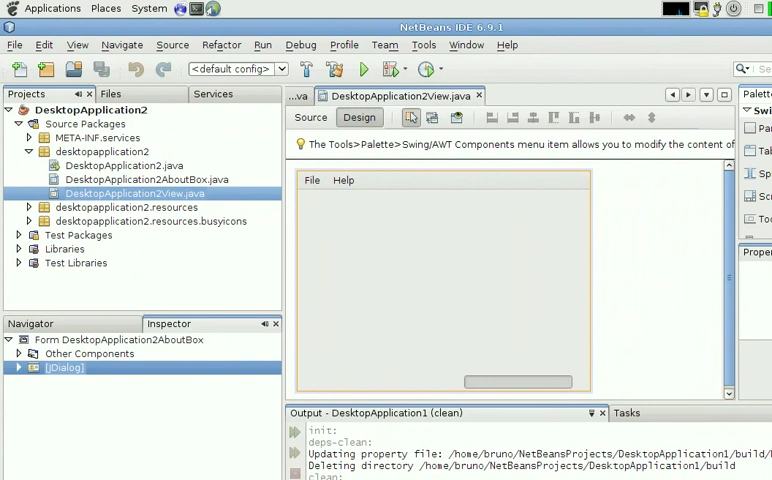 Applications Places System
NetBeans IDE 6.9.1
File Edit View Navigate Source Refactor Run Debug Profile Team Tools Window Help
<default config>
Projects Files Services
...va DesktopApplication2View.java
Palette
DesktopApplication2
Source Packages
META-INF.services
desktopapplication2
DesktopApplication2.java
DesktopApplication2AboutBox.java
DesktopApplication2View.java
desktopapplication2.resources
desktopapplication2.resources.busyicons
Test Packages
Libraries
Test Libraries
Source Design
The Tools>Palette>Swing/AWT Components menu item allows you to modify the content of
File Help
Navigator Inspector
Form DesktopApplication2AboutBox
Other Components
[JDialog]
Output - DesktopApplication1 (clean) Tasks
init:
deps-clean:
Updating property file: /home/bruno/NetBeansProjects/DesktopApplication1/build/
Deleting directory /home/bruno/NetBeansProjects/DesktopApplication1/build
clean: